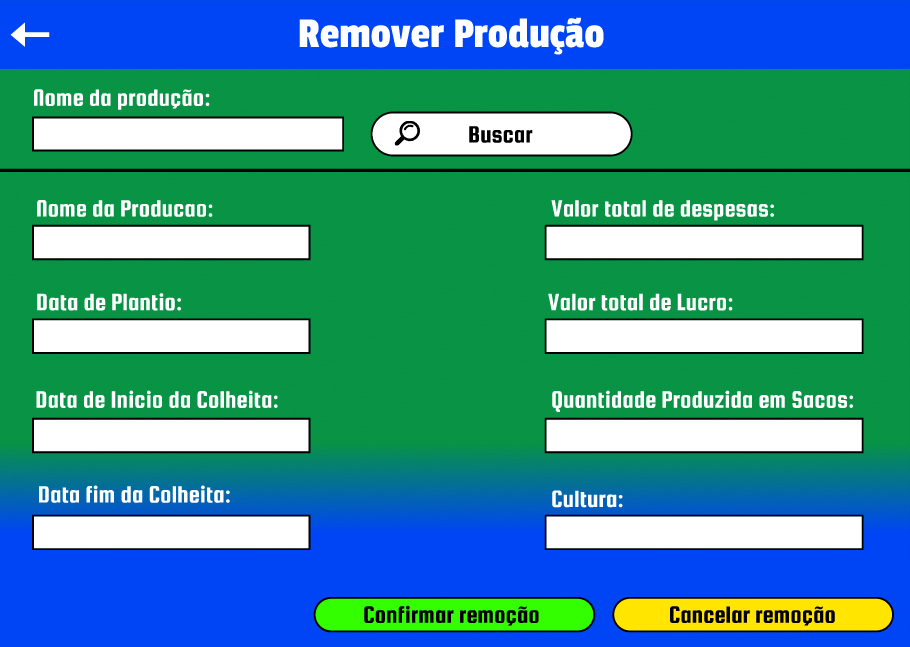 Remover Produção
Nome da produção:
Buscar
Nome da Producao:
Valor total de despesas:
Data de Plantio:
Valor total de Lucro:
Data de Inicio da Colheita:
Quantidade Produzida em Sacos:
Data fim da Colheita:
Cultura:
Confirmar remoção
Cancelar remoção